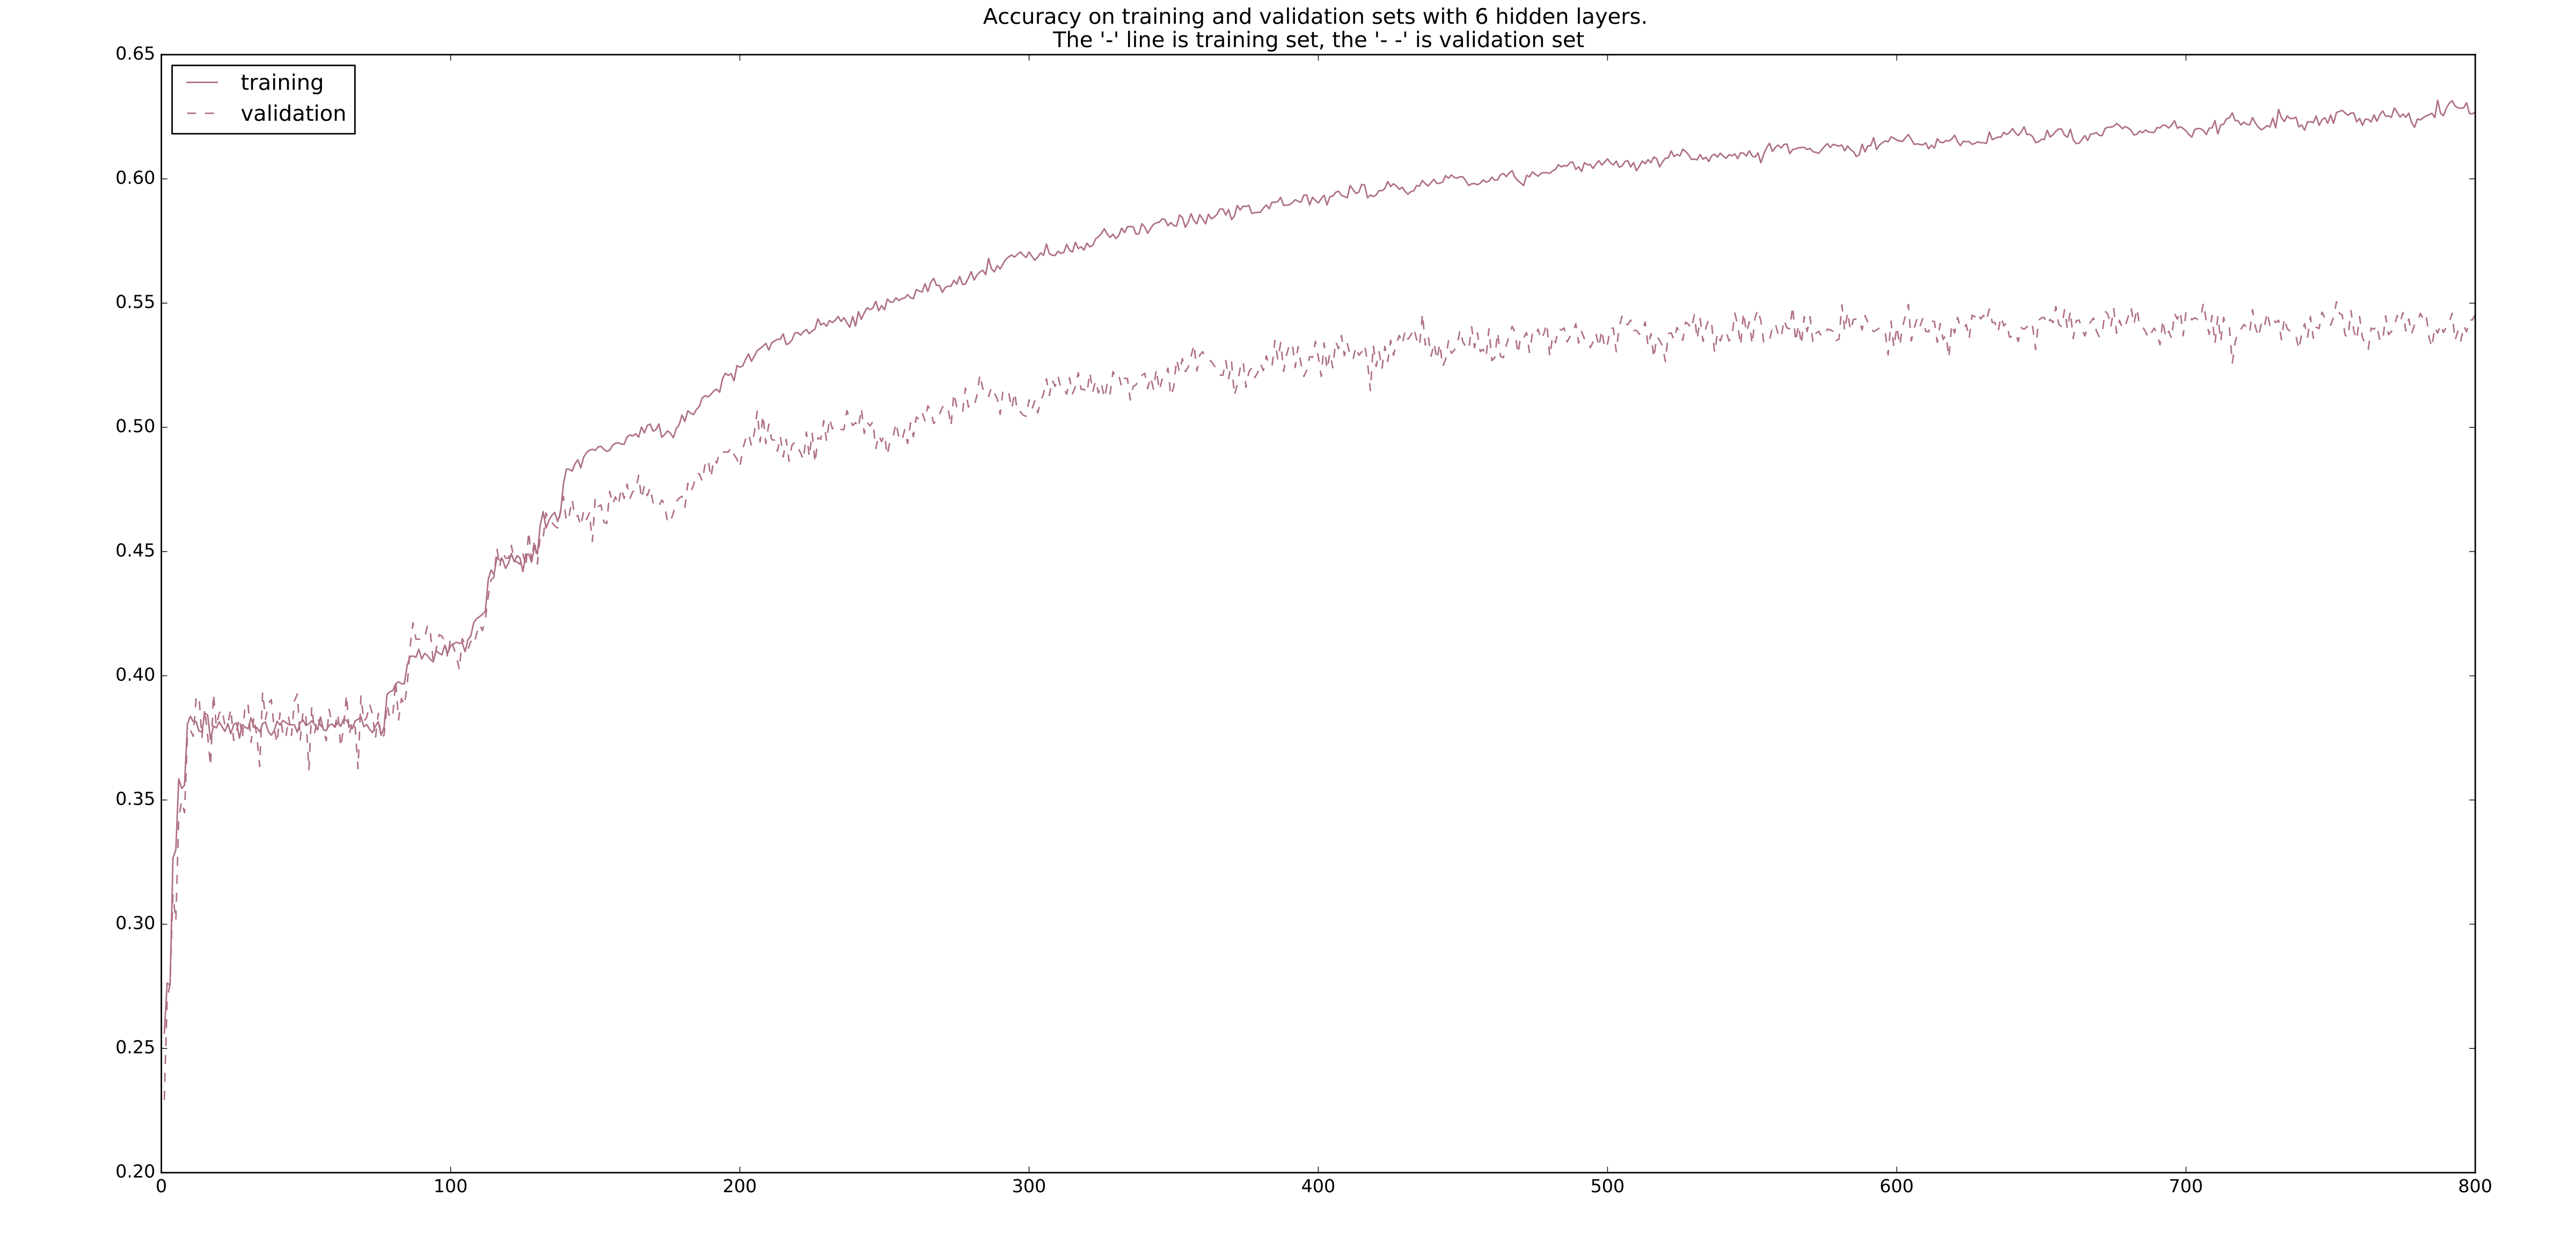 Accuracy on training and validation sets with 6 hidden layers.
The '-' line is training set, the '- -' is validation set
training
validation
0.65
0.60
0.55
0.50
0.45
0.40
0.35
0.30
0.25
0.20
0 100 200 300 400 500 600 700 800